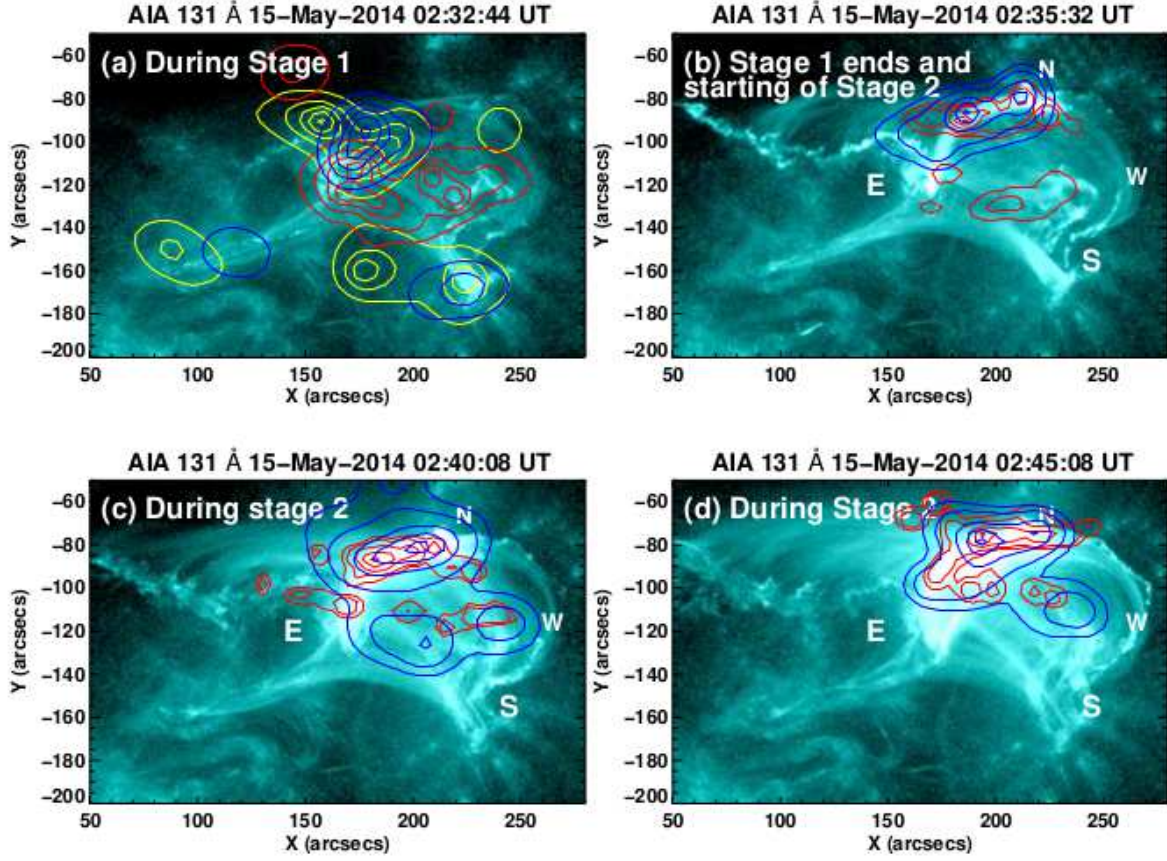 AIA 131 Å 15-May-2014 02:32:44 UT
(a) During Stage 1
-60
-80
-100
-120
-140
-160
-180
-200
Y (arcsecs)
50 100 150 200 250
X (arcsecs)
AIA 131 Å 15-May-2014 02:35:32 UT
(b) Stage 1 ends and
starting of Stage 2
N
E
W
S
-60
-80
-100
-120
-140
-160
-180
-200
Y (arcsecs)
50 100 150 200 250
X (arcsecs)
AIA 131 Å 15-May-2014 02:40:08 UT
(c) During stage 2
N
E
W
S
-60
-80
-100
-120
-140
-160
-180
-200
Y (arcsecs)
50 100 150 200 250
X (arcsecs)
AIA 131 Å 15-May-2014 02:45:08 UT
(d) During Stage 2
N
E
W
S
-60
-80
-100
-120
-140
-160
-180
-200
Y (arcsecs)
50 100 150 200 250
X (arcsecs)